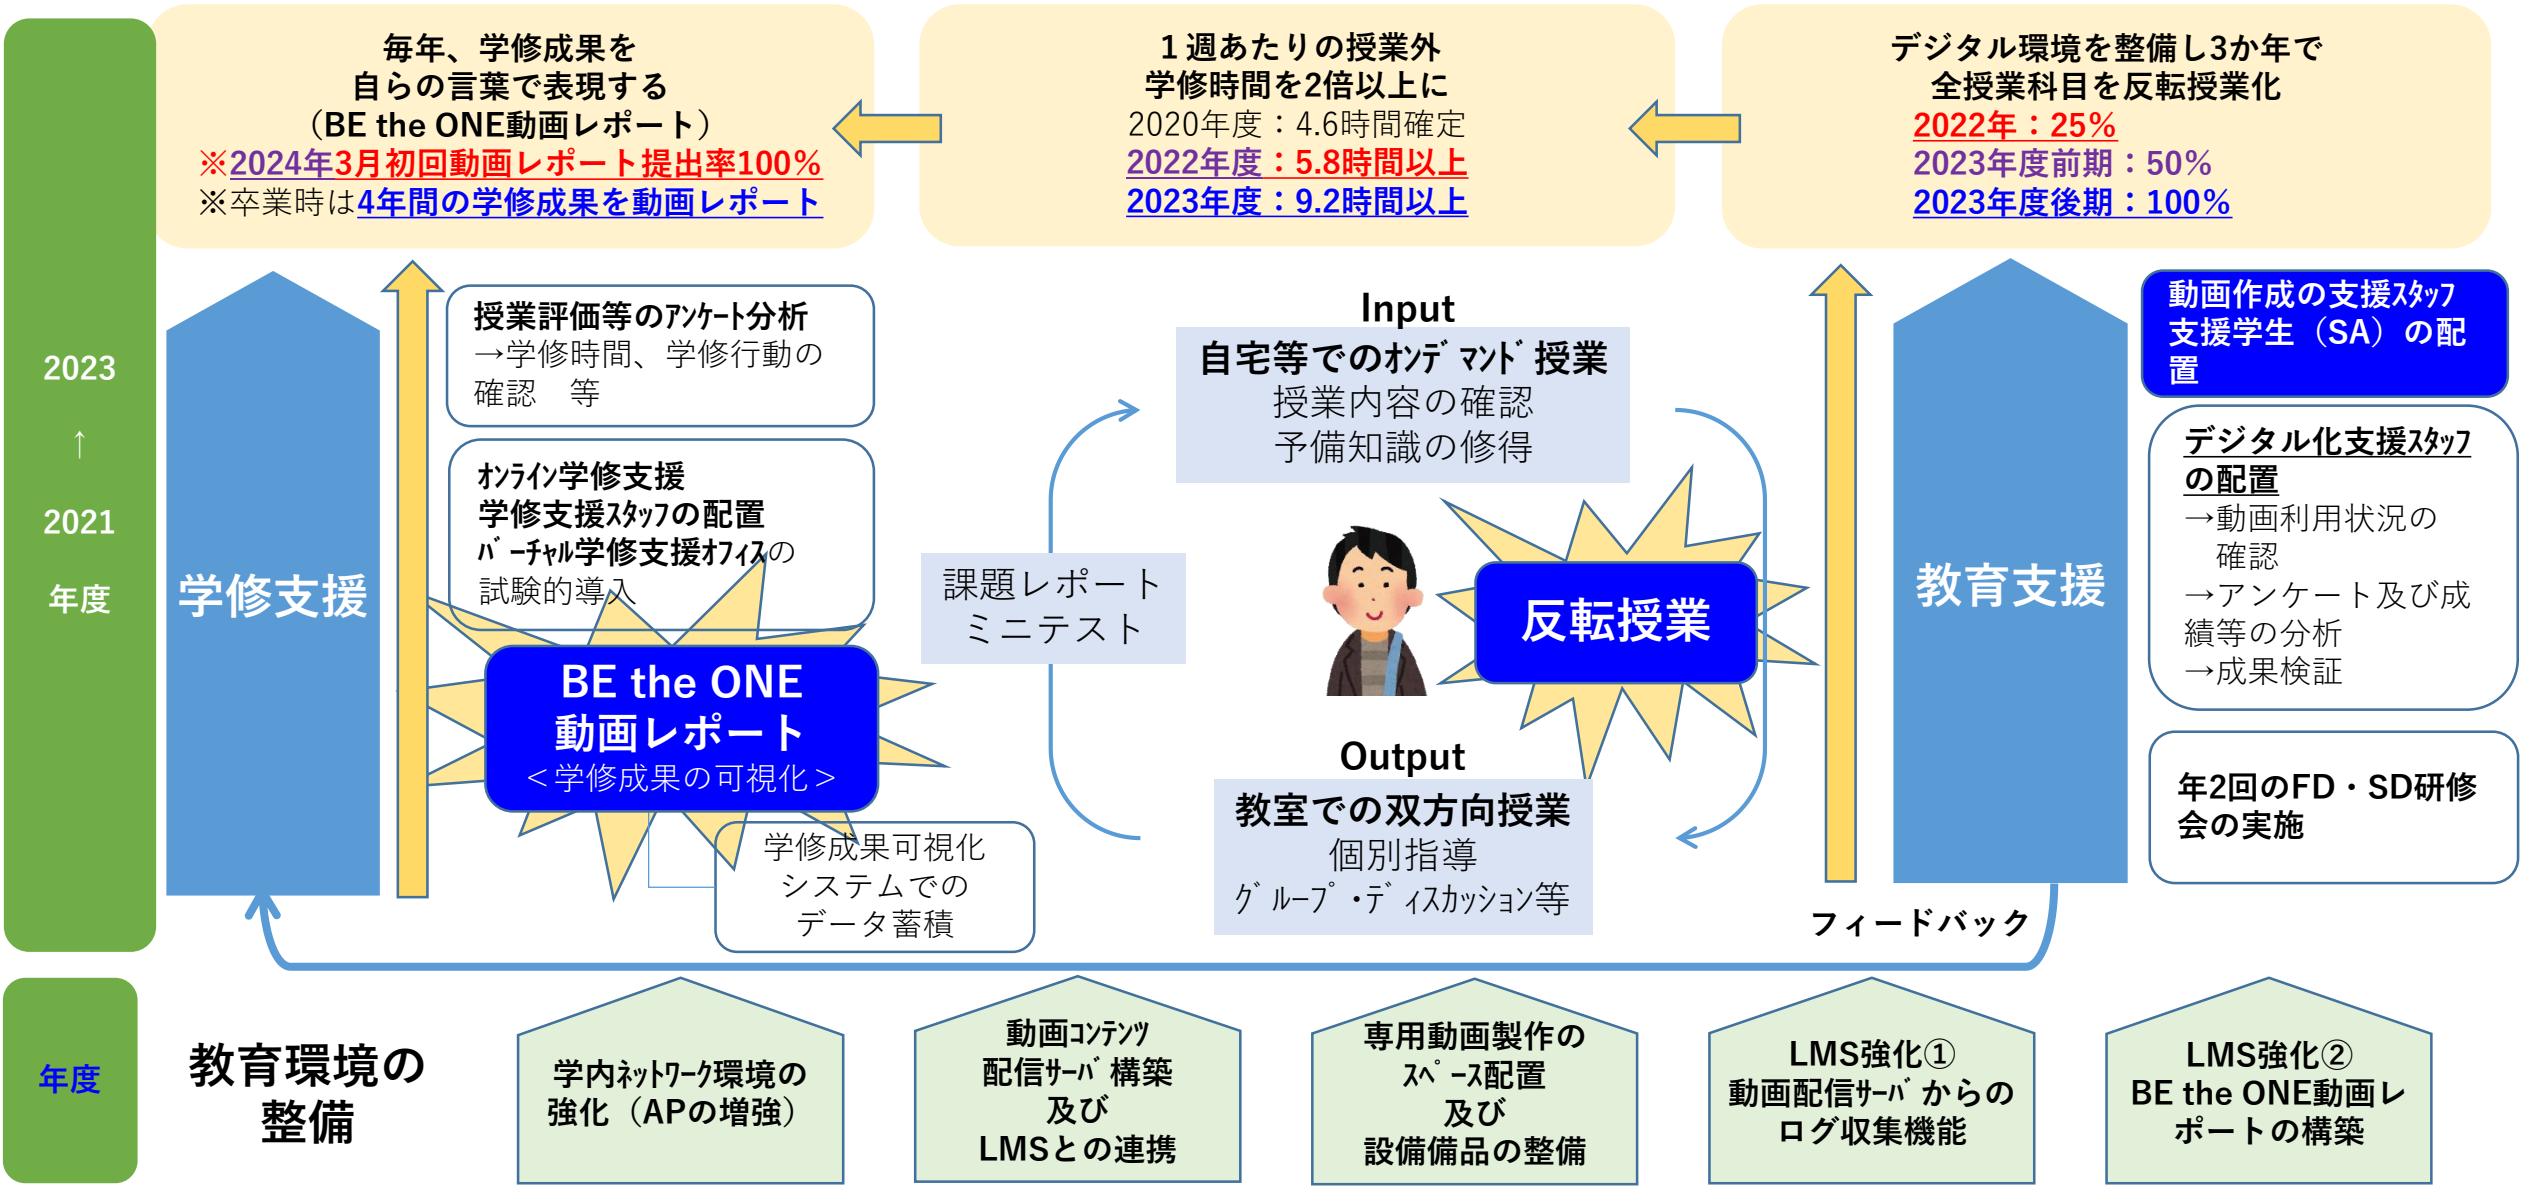 毎年、学修成果を
自らの言葉で表現する
（BE the ONE動画レポート）
※2024年3月初回動画レポート提出率100%
※卒業時は4年間の学修成果を動画レポート
１週あたりの授業外
学修時間を2倍以上に
2020年度：4.6時間確定
2022年度：5.8時間以上
2023年度：9.2時間以上
デジタル環境を整備し3か年で
全授業科目を反転授業化
2022年：25%
2023年度前期：50%
2023年度後期：100%
2023
↑
2021
年度
学修支援
授業評価等のｱﾝｹｰﾄ分析
→学修時間、学修行動の
確認　等
ｵﾝﾗｲﾝ学修支援
学修支援ｽﾀｯﾌの配置
ﾊﾞｰﾁｬﾙ学修支援ｵﾌｨｽの
試験的導入
BE the ONE
動画レポート
＜学修成果の可視化＞
学修成果可視化
システムでの
データ蓄積
Input
自宅等でのｵﾝﾃﾞﾏﾝﾄﾞ授業
授業内容の確認
予備知識の修得
課題レポート
ミニテスト
反転授業
Output
教室での双方向授業
個別指導
ｸﾞﾙｰﾌﾟ・ﾃﾞｨｽｶｯｼｮﾝ等
教育支援
動画作成の支援ｽﾀｯﾌ
支援学生（SA）の配
置
デジタル化支援ｽﾀｯﾌ
の配置
→動画利用状況の
確認
→アンケート及び成
績等の分析
→成果検証
年2回のFD・SD研修
会の実施
フィードバック
年度
教育環境の
整備
学内ﾈｯﾄﾜｰｸ環境の
強化（APの増強）
動画ｺﾝﾃﾝﾂ
配信ｻｰﾊﾞ構築
及び
LMSとの連携
専用動画製作の
ｽﾍﾟｰｽ配置
及び
設備備品の整備
LMS強化①
動画配信ｻｰﾊﾞからの
ログ収集機能
LMS強化②
BE the ONE動画レ
ポートの構築